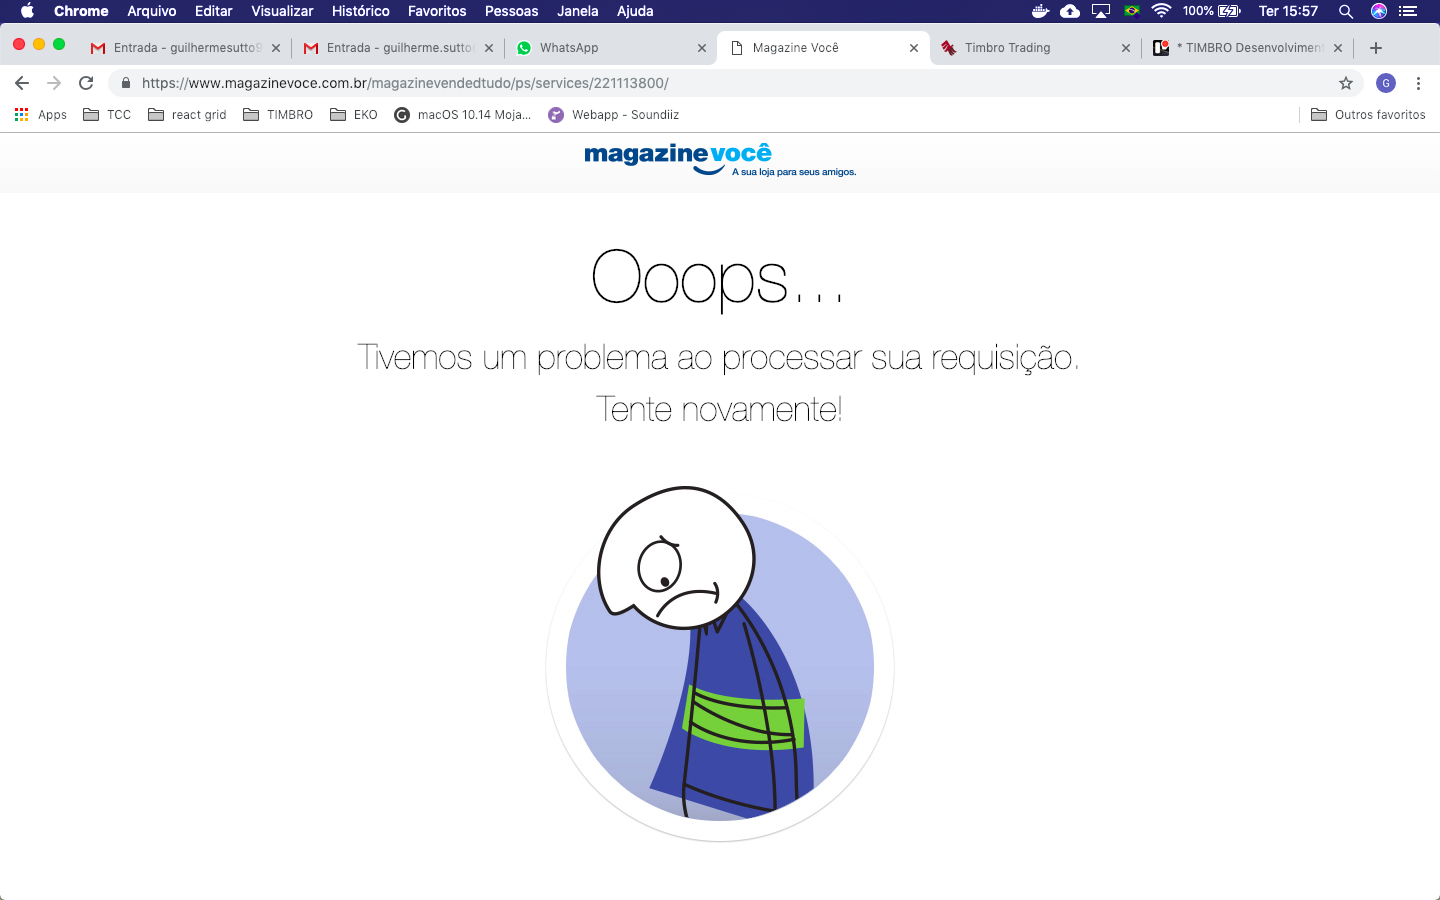 Chrome Arquivo Editar Visualizar Histórico Favoritos Pessoas Janela Ajuda 100% Ter 15:57
Entrada - guilhermesutto9 Entrada - guilherme.sutto WhatsApp Magazine Você Timbro Trading * TIMBRO Desenvolviment
https://www.magazinevoce.com.br/magazinevendedtudo/ps/services/221113800/ G
Apps TCC react grid TIMBRO EKO macOS 10.14 Moja... Webapp - Soundiiz Outros favoritos
magazinevocê
A sua loja para seus amigos.
Ooops...
Tivemos um problema ao processar sua requisição.
Tente novamente!